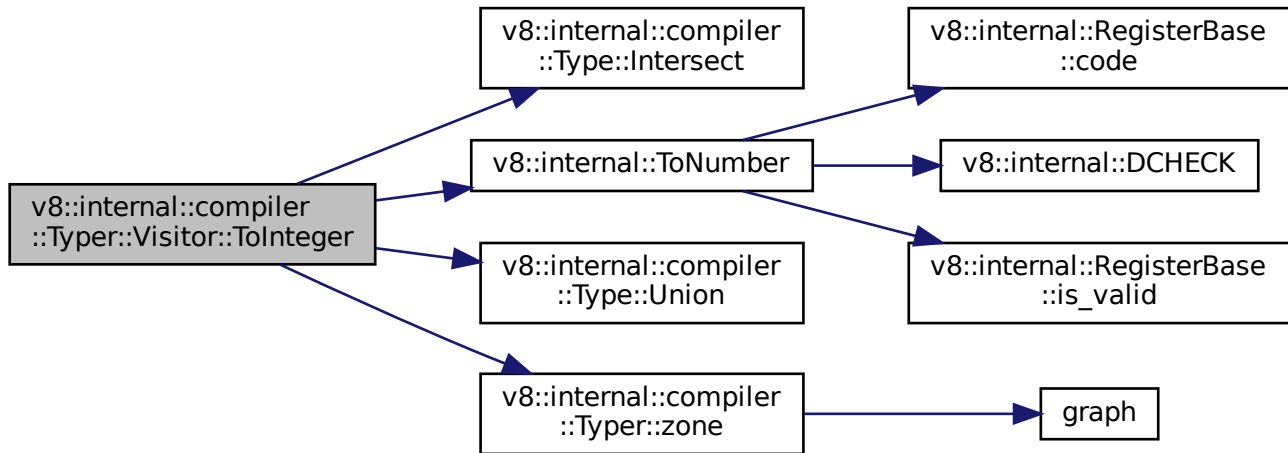 v8::internal::compiler
::Typer::Visitor::ToInteger
v8::internal::compiler
::Type::Intersect
v8::internal::ToNumber
v8::internal::compiler
::Type::Union
v8::internal::compiler
::Typer::zone
v8::internal::RegisterBase
::code
v8::internal::DCHECK
v8::internal::RegisterBase
::is_valid
graph